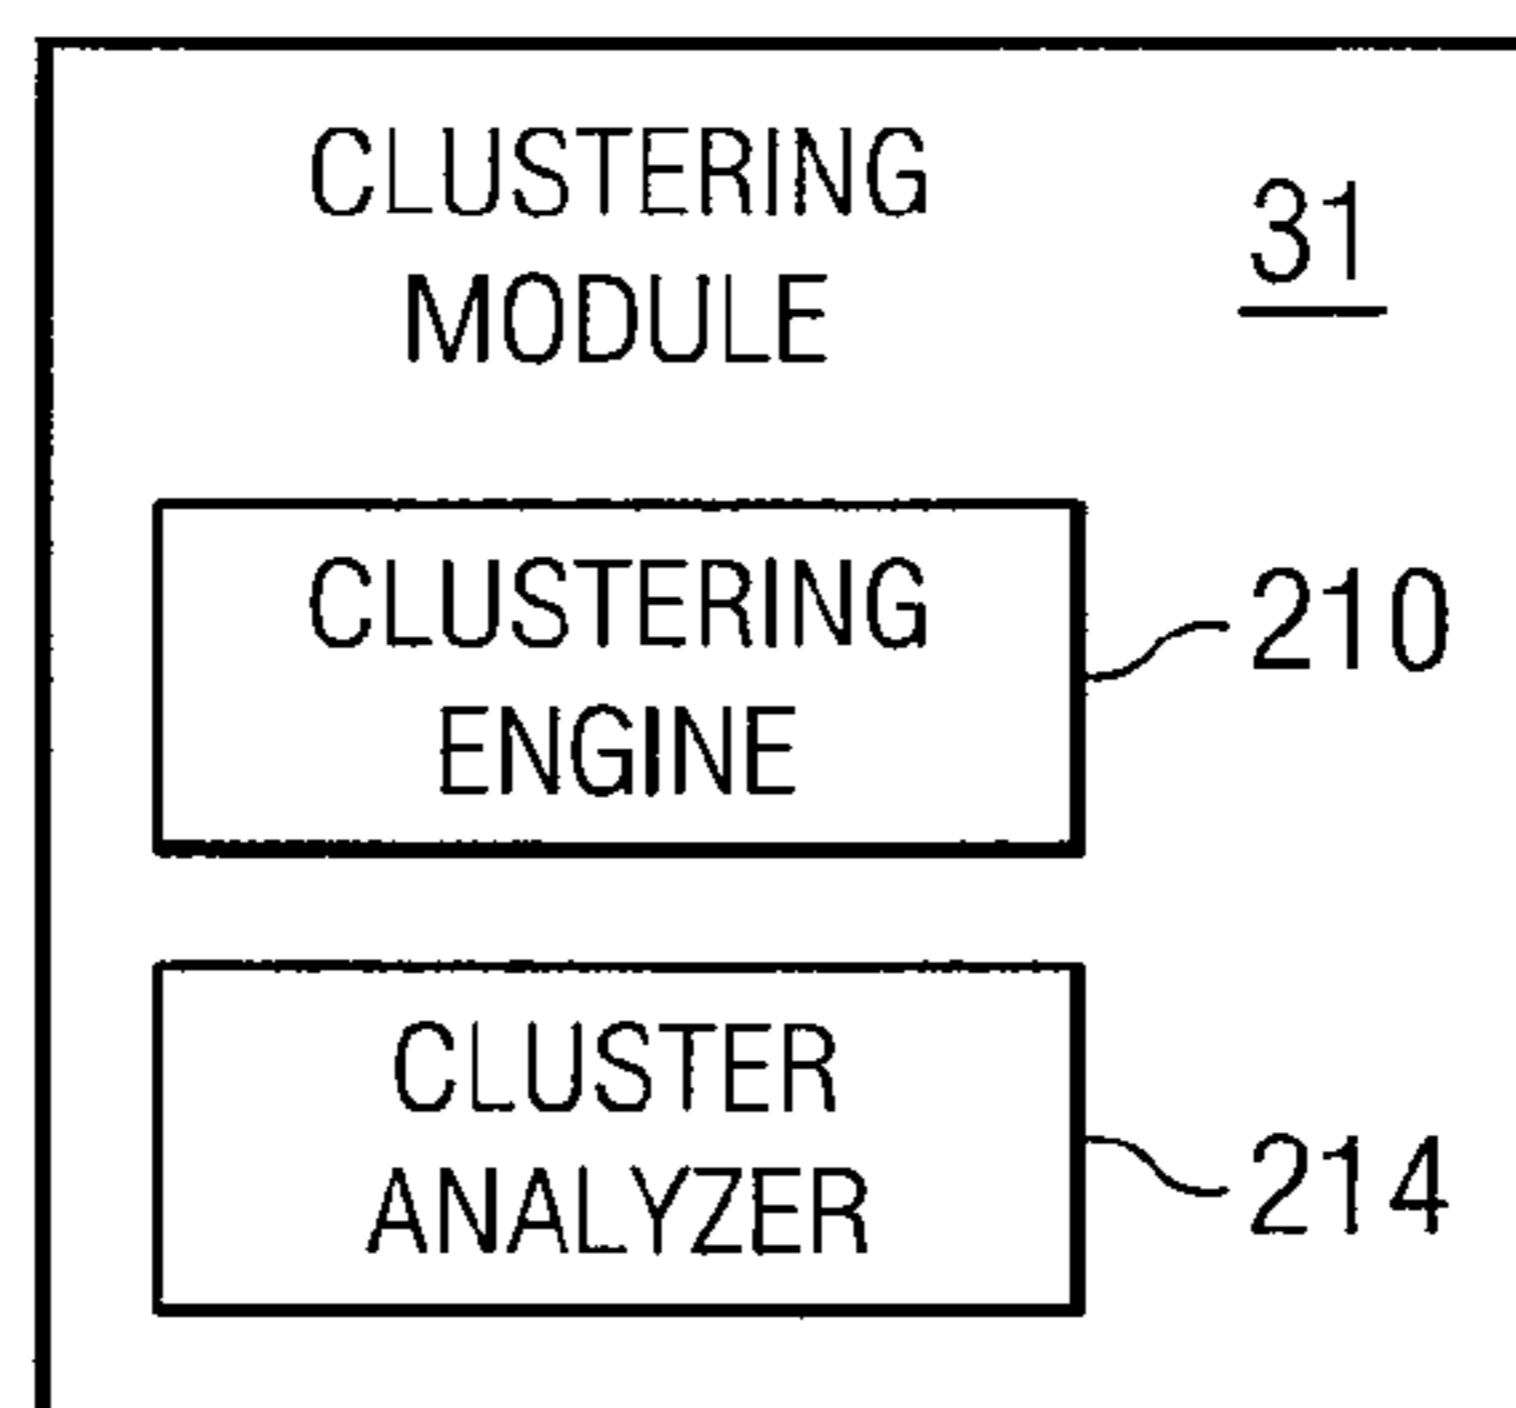 CLUSTERING
MODULE
31
CLUSTERING
ENGINE
210
CLUSTER
ANALYZER
214